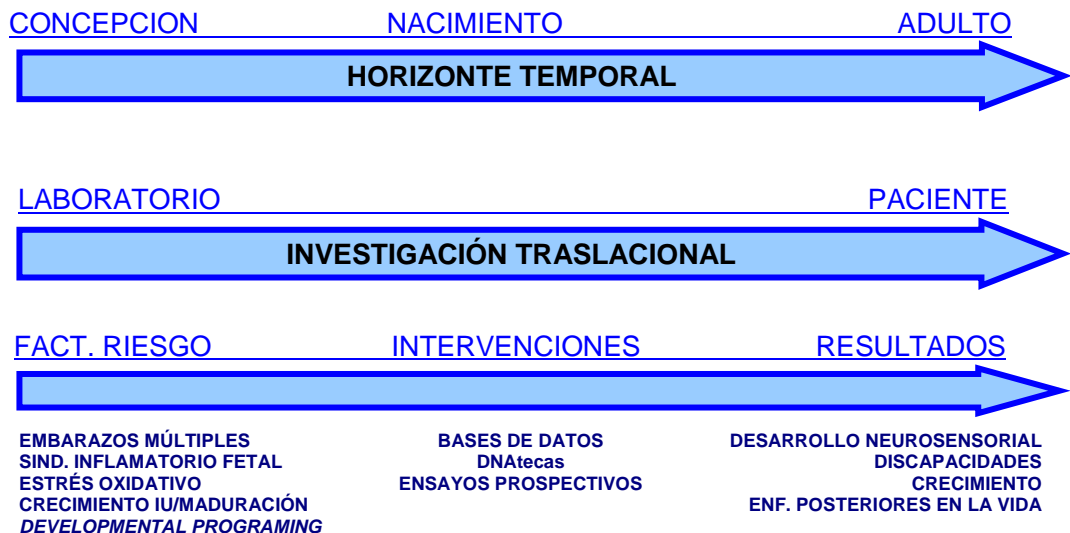 CONCEPCION NACIMIENTO ADULTO
HORIZONTE TEMPORAL
LABORATORIO PACIENTE
INVESTIGACIÓN TRASLACIONAL
FACT. RIESGO INTERVENCIONES RESULTADOS
EMBARAZOS MÚLTIPLES BASES DE DATOS DESARROLLO NEUROSENSORIAL
SIND. INFLAMATORIO FETAL DNAtecas DISCAPACIDADES
ESTRÉS OXIDATIVO ENSAYOS PROSPECTIVOS CRECIMIENTO
CRECIMIENTO IU/MADURACIÓN ENF. POSTERIORES EN LA VIDA
DEVELOPMENTAL PROGRAMING